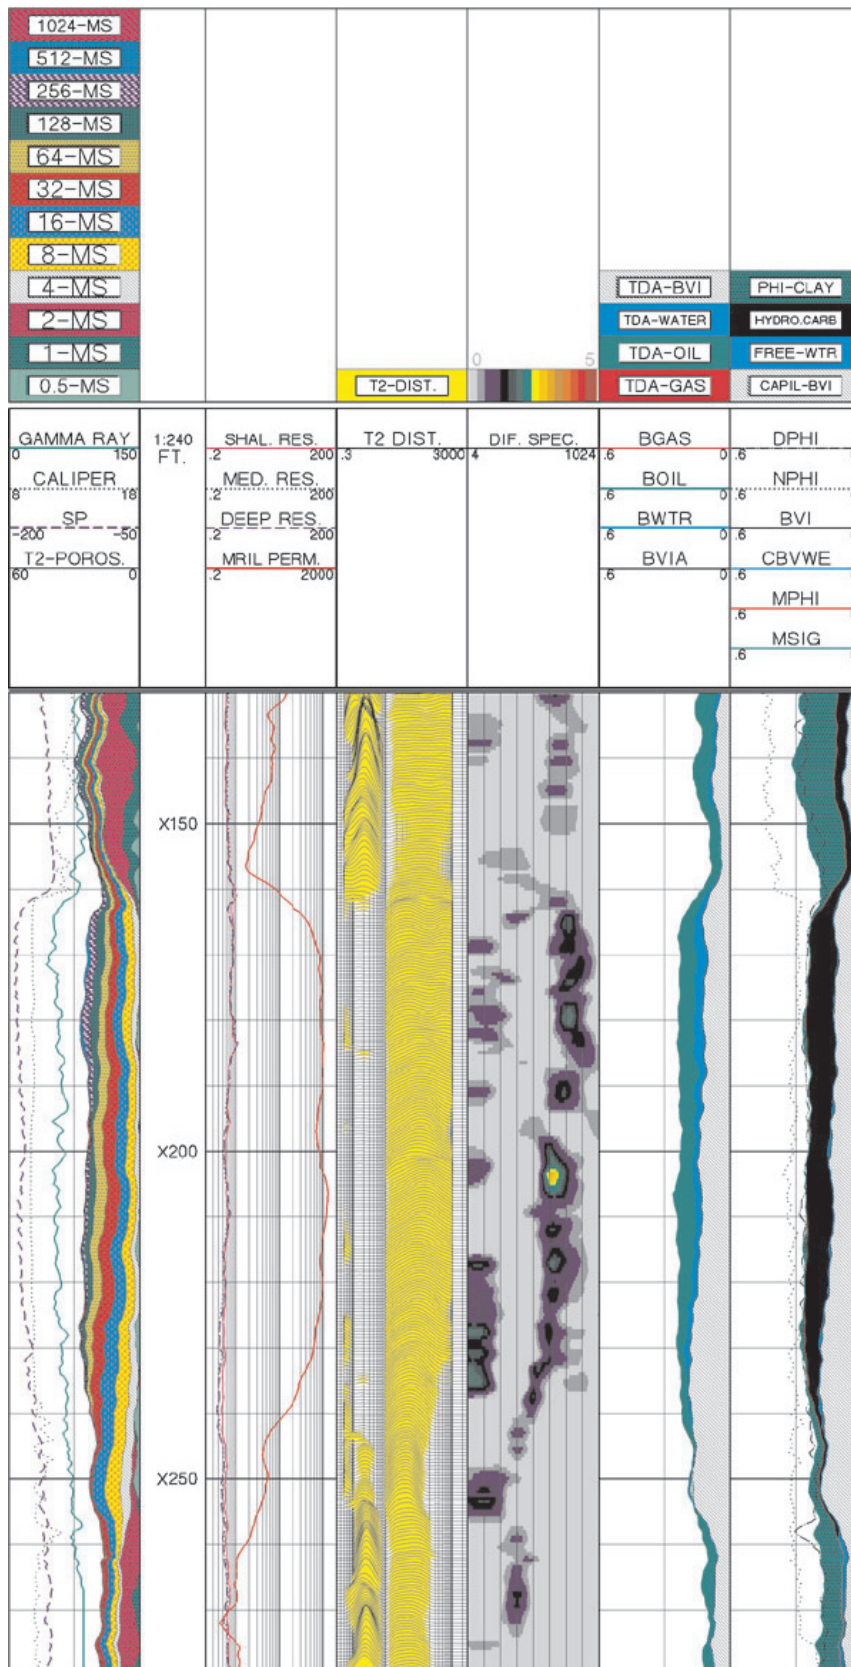 1024-MS
512-MS
256-MS
128-MS
64-MS
32-MS
16-MS
8-MS
4-MS
2-MS
1-MS
0.5-MS
T2-DIST.
0 5
TDA-BVI
TDA-WATER
TDA-OIL
TDA-GAS
PHI-CLAY
HYDRO.CARB
FREE-WTR
CAPIL-BVI
GAMMA RAY
0 150
CALIPER
8 18
SP
-200 -50
T2-POROS.
60 0
1:240
FT.
SHAL. RES.
.2 200
MED. RES.
.2 200
DEEP RES.
.2 200
MRIL PERM.
.2 2000
T2 DIST.
.3 3000
DIF. SPEC.
4 1024
BGAS
.6 0
BOIL
.6 0
BWTR
.6 0
BVIA
.6 0
DPHI
.6
NPHI
.6
BVI
.6
CBVWE
.6
MPHI
.6
MSIG
.6
X150
X200
X250